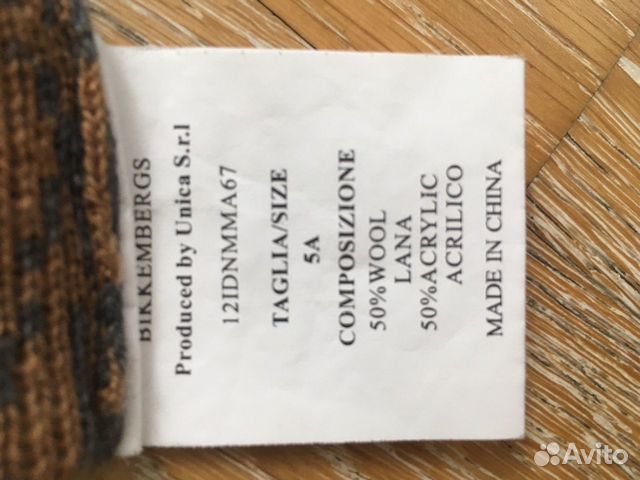 BIKKEMBERGS
Produced by Unica S.r.l
12IDNMMA67
TAGLIA/SIZE
5A
COMPOSIZIONE
50%WOOL
LANA
50%ACRYLIC
ACRILICO
MADE IN CHINA
Avito